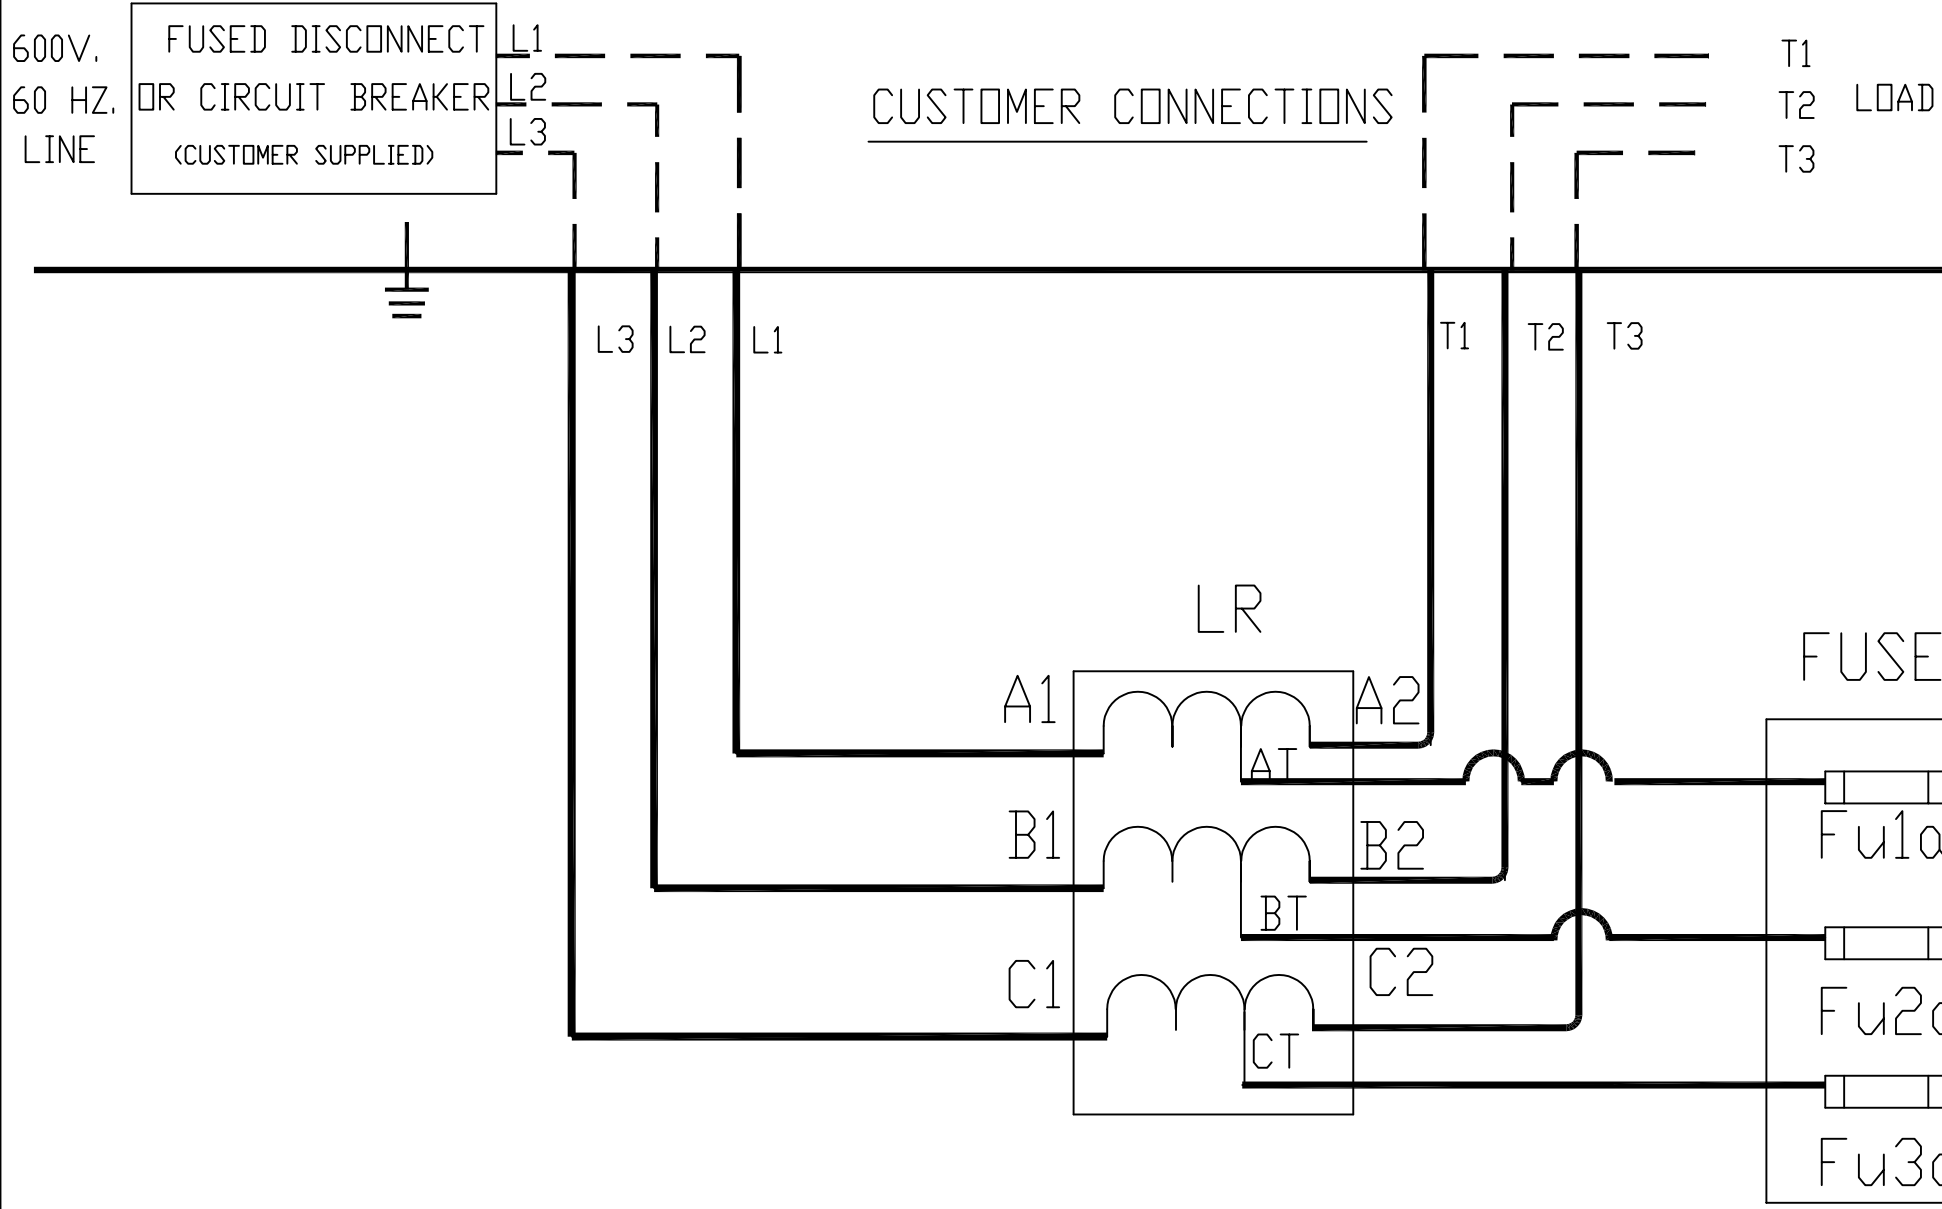 600V.
60 HZ.
LINE
FUSED DISCONNECT
OR CIRCUIT BREAKER
(CUSTOMER SUPPLIED)
L1
L2
L3
CUSTOMER CONNECTIONS
T1
T2
T3
LOAD
L3
L2
L1
T1
T2
T3
LR
A1
A2
AT
B1
B2
BT
C1
C2
CT
FUSE
Fu1a
Fu2
Fu3